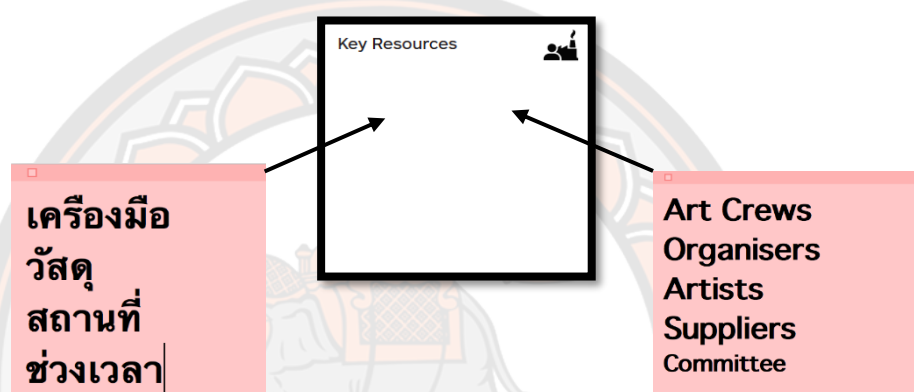 Key Resources
เครื่องมือ
วัสดุ
สถานที่
ช่วงเวลา
Art Crews
Organisers
Artists
Suppliers
Committee